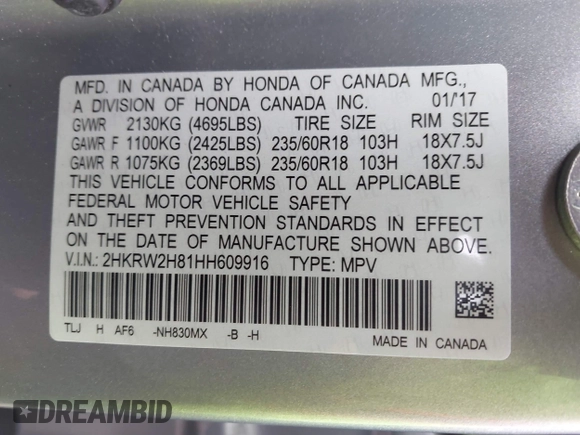 MFD. IN CANADA BY HONDA OF CANADA MFG.,
A DIVISION OF HONDA CANADA INC. 01/'17
GVWR 2130KG (4695LBS) TIRE SIZE RIM SIZE
GAWR F 1100KG (2425LBS) 235/60R18 103H 18X7.5J
GAWR R 1075KG (2369LBS) 235/60R18 103H 18X7.5J
THIS VEHICLE CONFORMS TO ALL APPLICABLE
FEDERAL MOTOR VEHICLE SAFETY
AND THEFT PREVENTION STANDARDS IN EFFECT
ON THE DATE OF MANUFACTURE SHOWN ABOVE.
V.I.N.: 2HKRW2H81HH609916 TYPE: MPV
TLJ H AF6 -NH830MX -B -H
MADE IN CANADA
DREAMBID